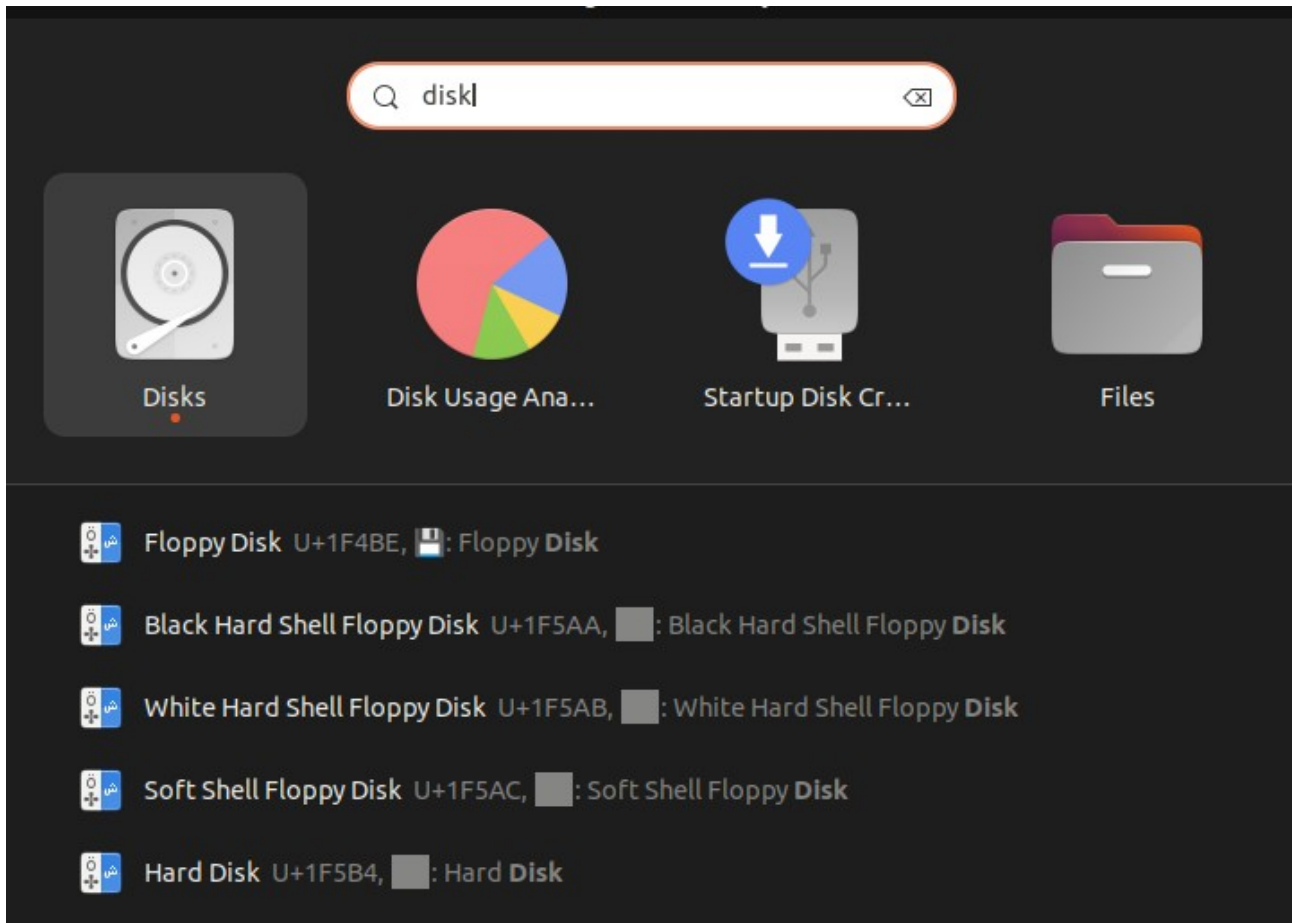 disk
Disks
Disk Usage Ana...
Startup Disk Cr...
Files
Floppy Disk U+1F4BE, 💾: Floppy Disk
Black Hard Shell Floppy Disk U+1F5AA, : Black Hard Shell Floppy Disk
White Hard Shell Floppy Disk U+1F5AB, : White Hard Shell Floppy Disk
Soft Shell Floppy Disk U+1F5AC, : Soft Shell Floppy Disk
Hard Disk U+1F5B4, : Hard Disk